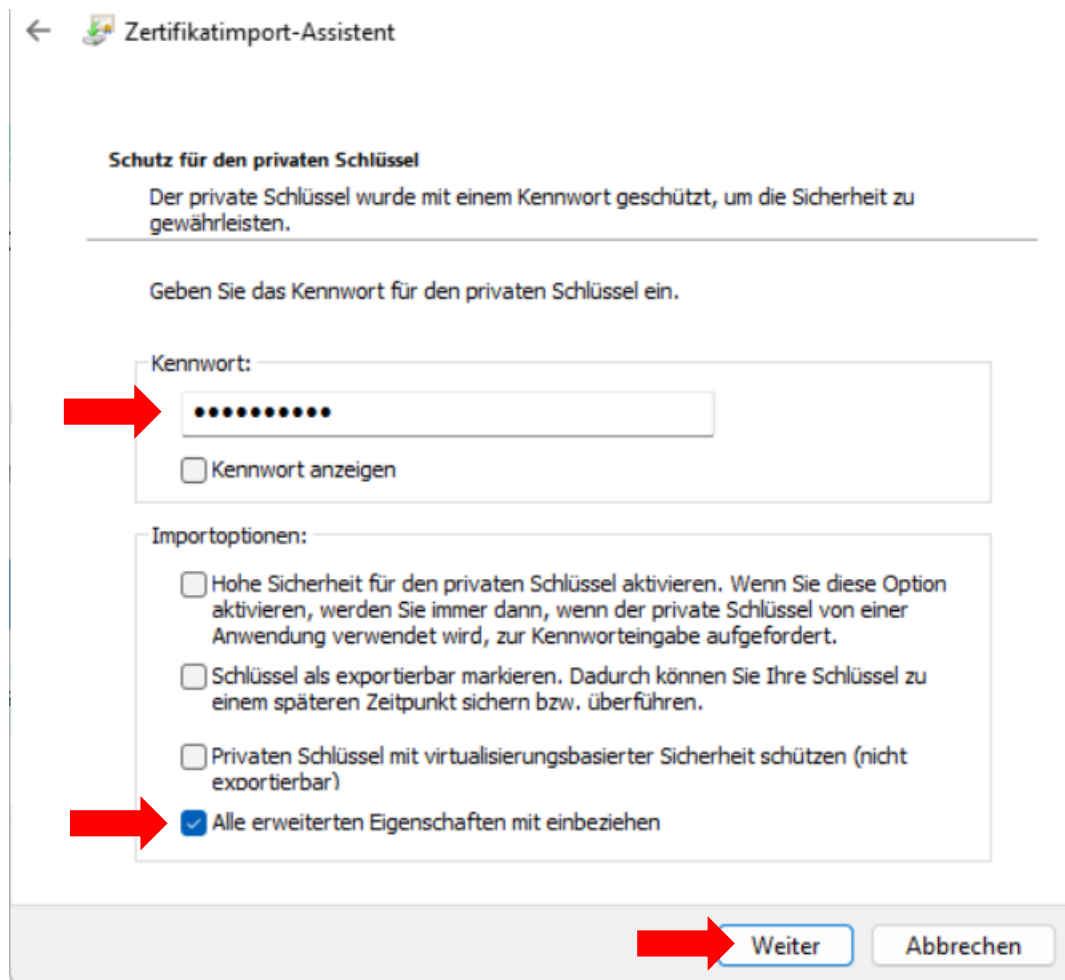 Zertifikatimport-Assistent
Schutz für den privaten Schlüssel
Der private Schlüssel wurde mit einem Kennwort geschützt, um die Sicherheit zu
gewährleisten.
Geben Sie das Kennwort für den privaten Schlüssel ein.
Kennwort:
••••••••••
Kennwort anzeigen
Importoptionen:
Hohe Sicherheit für den privaten Schlüssel aktivieren. Wenn Sie diese Option
aktivieren, werden Sie immer dann, wenn der private Schlüssel von einer
Anwendung verwendet wird, zur Kennworteingabe aufgefordert.
Schlüssel als exportierbar markieren. Dadurch können Sie Ihre Schlüssel zu
einem späteren Zeitpunkt sichern bzw. überführen.
Privaten Schlüssel mit virtualisierungsbasierter Sicherheit schützen (nicht
exportierbar)
Alle erweiterten Eigenschaften mit einbeziehen
Weiter Abbrechen